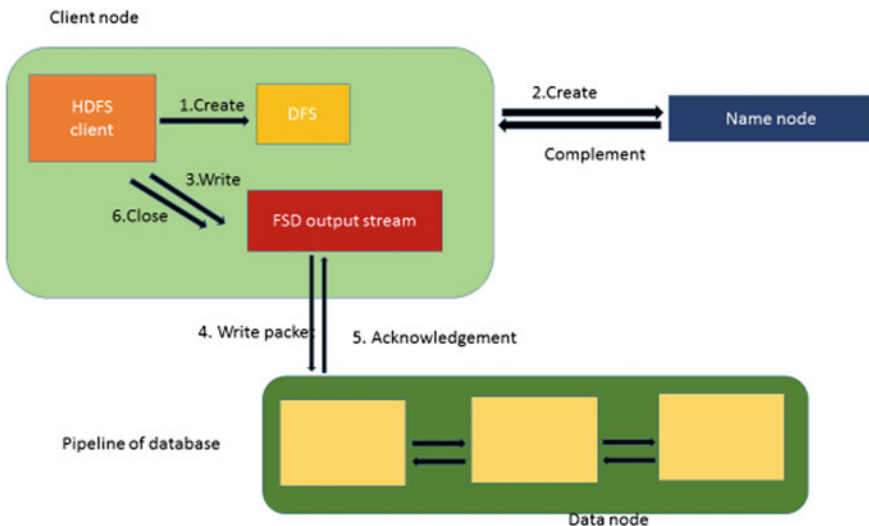 Client node
HDFS
client
1.Create
DFS
2.Create
Name node
Complement
3.Write
6.Close
FSD output stream
4. Write packet
5. Acknowledgement
Pipeline of database
Data node